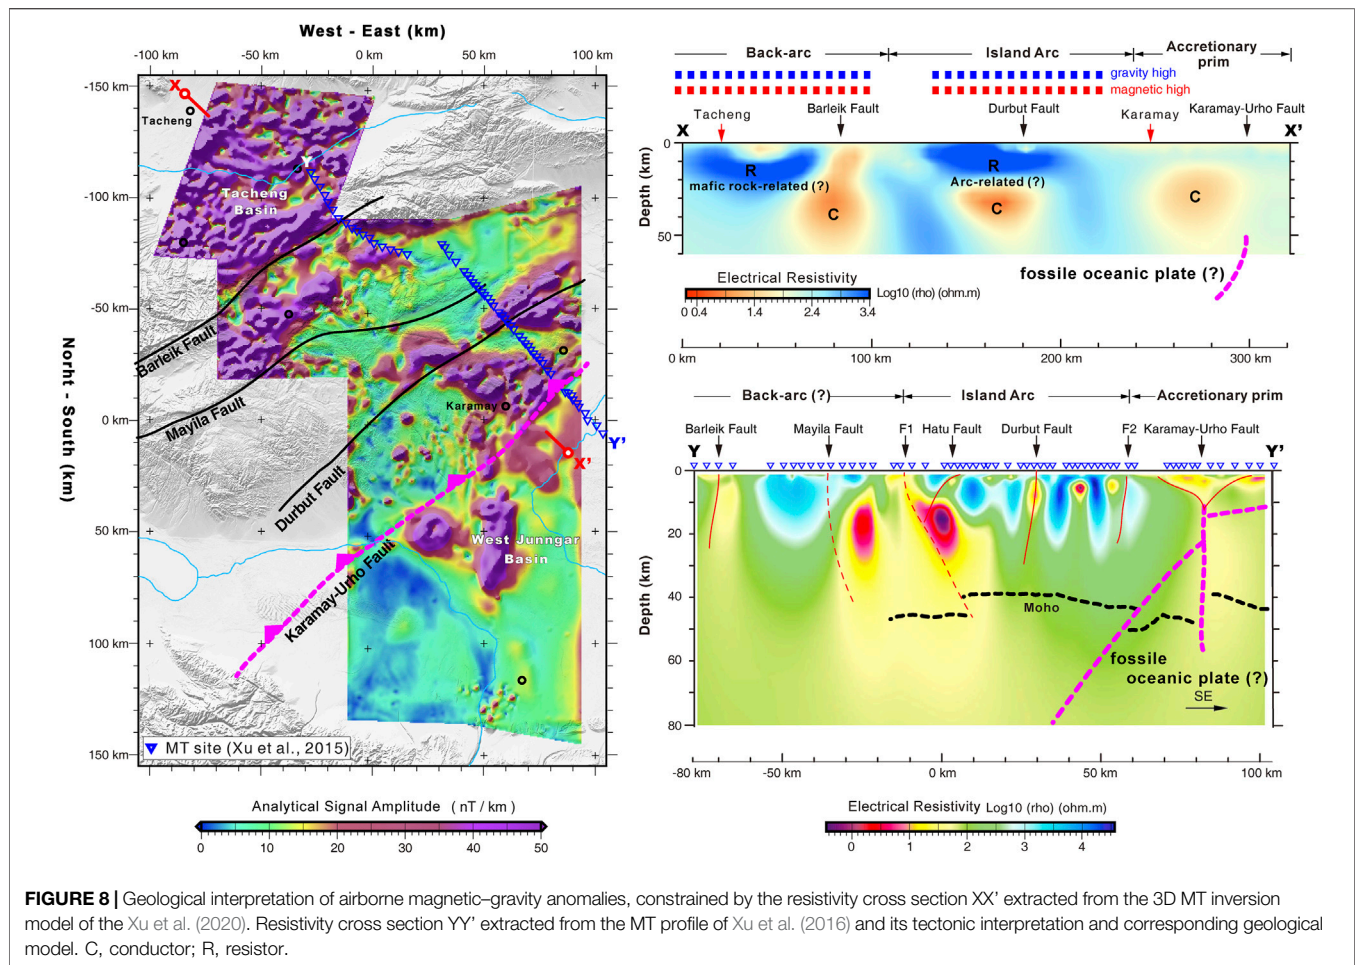 West - East (km)
-100 km
-50 km
0 km
50 km
100 km
-150 km
-100 km
-50 km
0 km
50 km
100 km
150 km
Norht - South (km)
X
Tacheng
Y
Tacheng
Basin
Barleik Fault
Mayila Fault
Durbut Fault
Karamay
Karamay-Urho Fault
West Junngar
Basin
X'
Y'
MT site (Xu et al., 2015)
Analytical Signal Amplitude ( nT / km )
0 10 20 30 40 50
Back-arc
Island Arc
Accretionary
prim
gravity high
magnetic high
Tacheng
Barleik Fault
Durbut Fault
Karamay
Karamay-Urho Fault
X
X'
0
50
Depth (km)
R
mafic rock-related (?)
C
R
Arc-related (?)
C
C
fossile oceanic plate (?)
Electrical Resistivity
Log10 (rho) (ohm.m)
0 0.4 1.4 2.4 3.4
0 km 100 km 200 km 300 km
Back-arc (?)
Island Arc
Accretionary prim
Barleik Fault
Mayila Fault
F1
Hatu Fault
Durbut Fault
F2
Karamay-Urho Fault
Y
Y'
0
20
40
60
80
Depth (km)
Moho
fossile
oceanic plate (?)
SE
-80 km -50 km 0 km 50 km 100 km
Electrical Resistivity Log10 (rho) (ohm.m)
0 1 2 3 4
FIGURE 8 | Geological interpretation of airborne magnetic–gravity anomalies, constrained by the resistivity cross section XX’ extracted from the 3D MT inversion
model of the Xu et al. (2020). Resistivity cross section YY’ extracted from the MT profile of Xu et al. (2016) and its tectonic interpretation and corresponding geological
model. C, conductor; R, resistor.